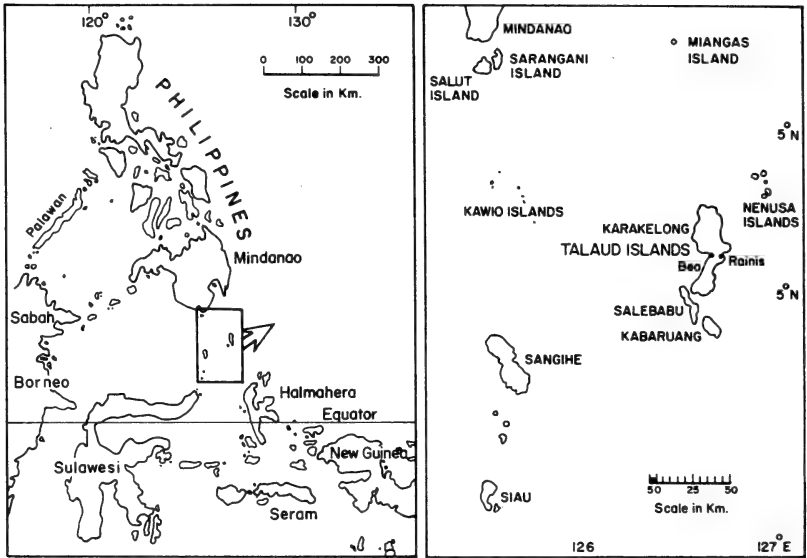 120°
130°
0 100 200 300
Scale in Km.
PHILIPPINES
Palawan
Mindanao
Sabah
Borneo
Halmahera
Equator
New Guinea
Sulawesi
Seram
MINDANAO
MIANGAS
ISLAND
SARANGANI
ISLAND
SALUT
ISLAND
5° N
KAWIO ISLANDS
NENUSA
ISLANDS
KARAKELONG
TALAUD ISLANDS
Bea
Rainis
5° N
SALEBABU
KABARUANG
SANGIHE
SIAU
50 25 50
Scale in Km.
126
127° E